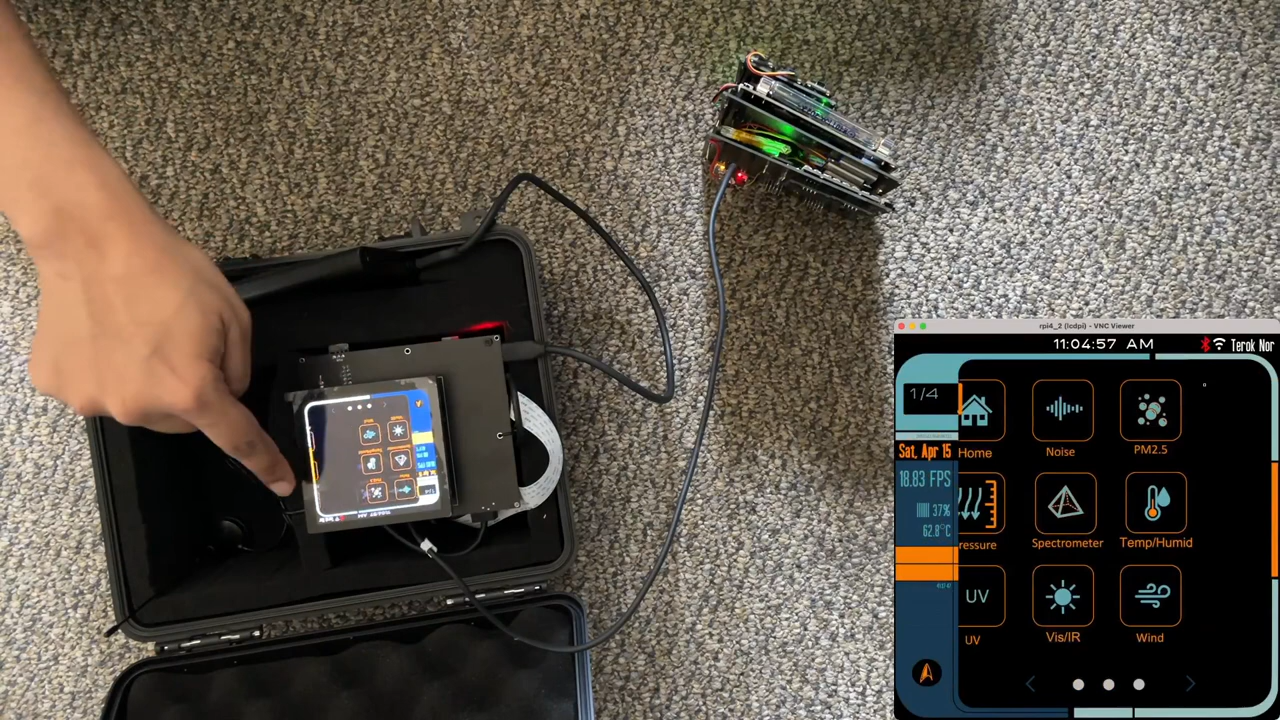 rpi4_2 (lcdpi) - VNC Viewer
11:04:57 AM
Terok Nor
1/4
Sat, Apr 15
18.83 FPS
37%
62.8°C
Home
Noise
PM2.5
ressure
Spectrometer
Temp/Humid
UV
UV
Vis/IR
Wind